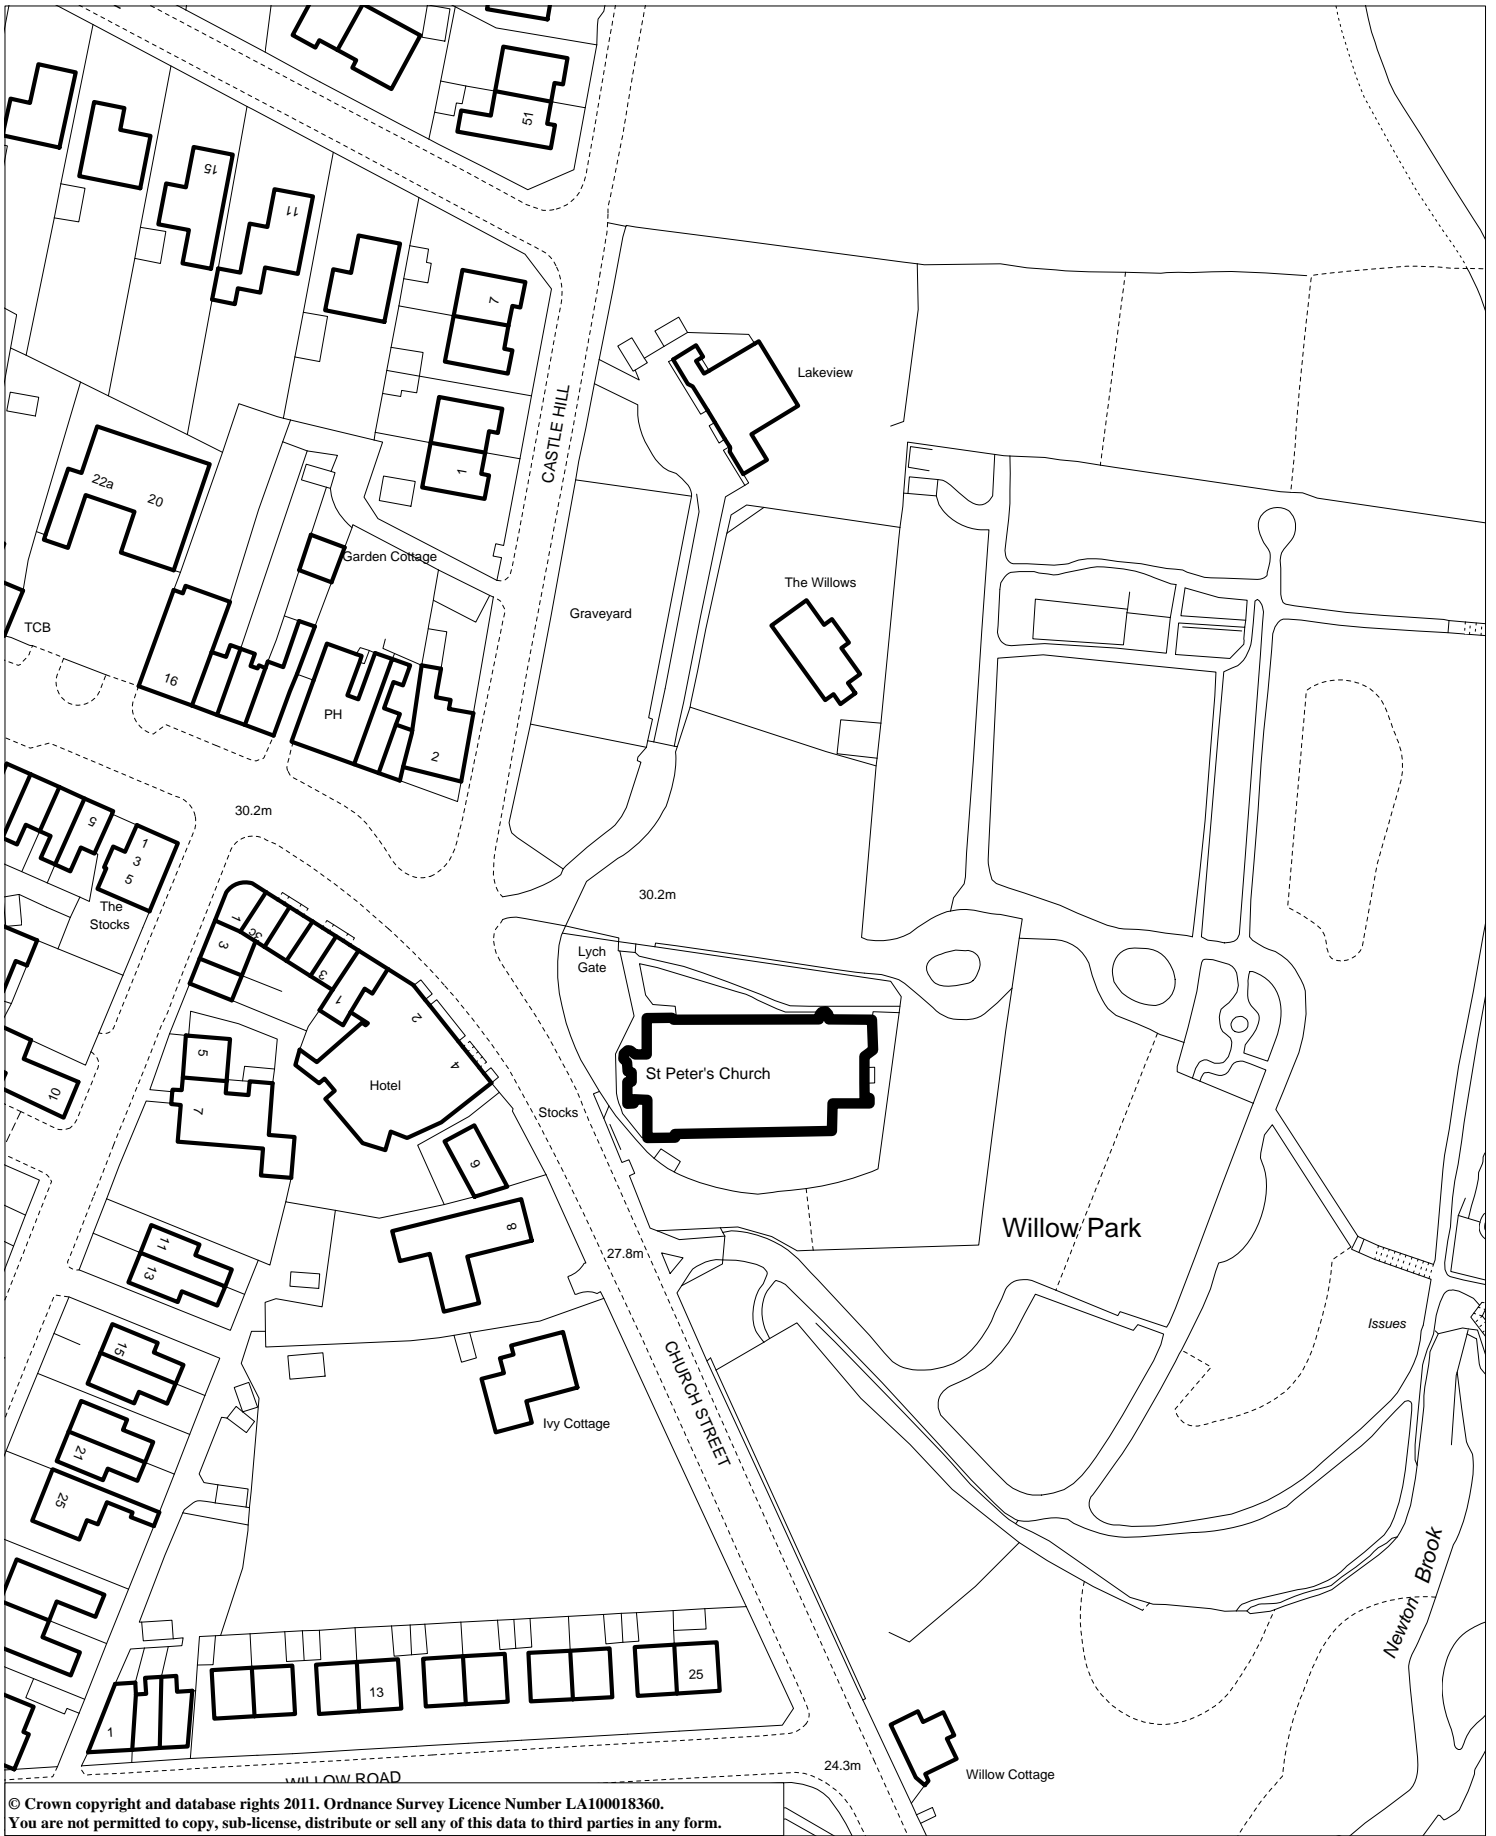 51
15
11
7
Lakeview
CASTLE HILL
1
22a
20
Garden Cottage
The Willows
Graveyard
TCB
16
PH
2
30.2m
5
1
3
5
The
Stocks
30.2m
1
3C
3
3
1
Lych
Gate
2
4
St Peter's Church
5
Hotel
7
10
Stocks
9
8
Willow Park
27.8m
11
13
Issues
15
CHURCH STREET
Ivy Cottage
21
25
Newton Brook
25
13
1
24.3m
Willow Cottage
WILLOW ROAD
© Crown copyright and database rights 2011. Ordnance Survey Licence Number LA100018360.
You are not permitted to copy, sub-license, distribute or sell any of this data to third parties in any form.